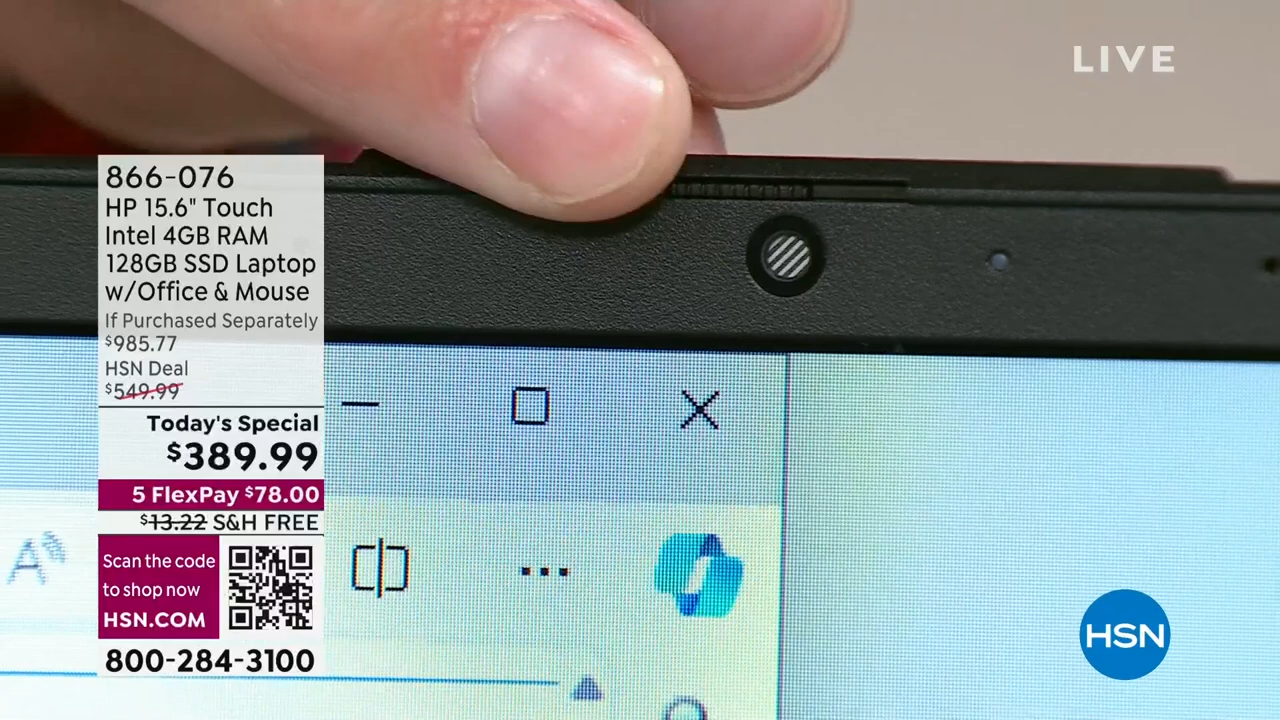 LIVE
866-076
HP 15.6" Touch
Intel 4GB RAM
128GB SSD Laptop
w/Office & Mouse
If Purchased Separately
$985.77
HSN Deal
$549.99
Today's Special
$389.99
5 FlexPay $78.00
$13.22 S&H FREE
A
Scan the code
to shop now
HSN.COM
800-284-3100
HSN